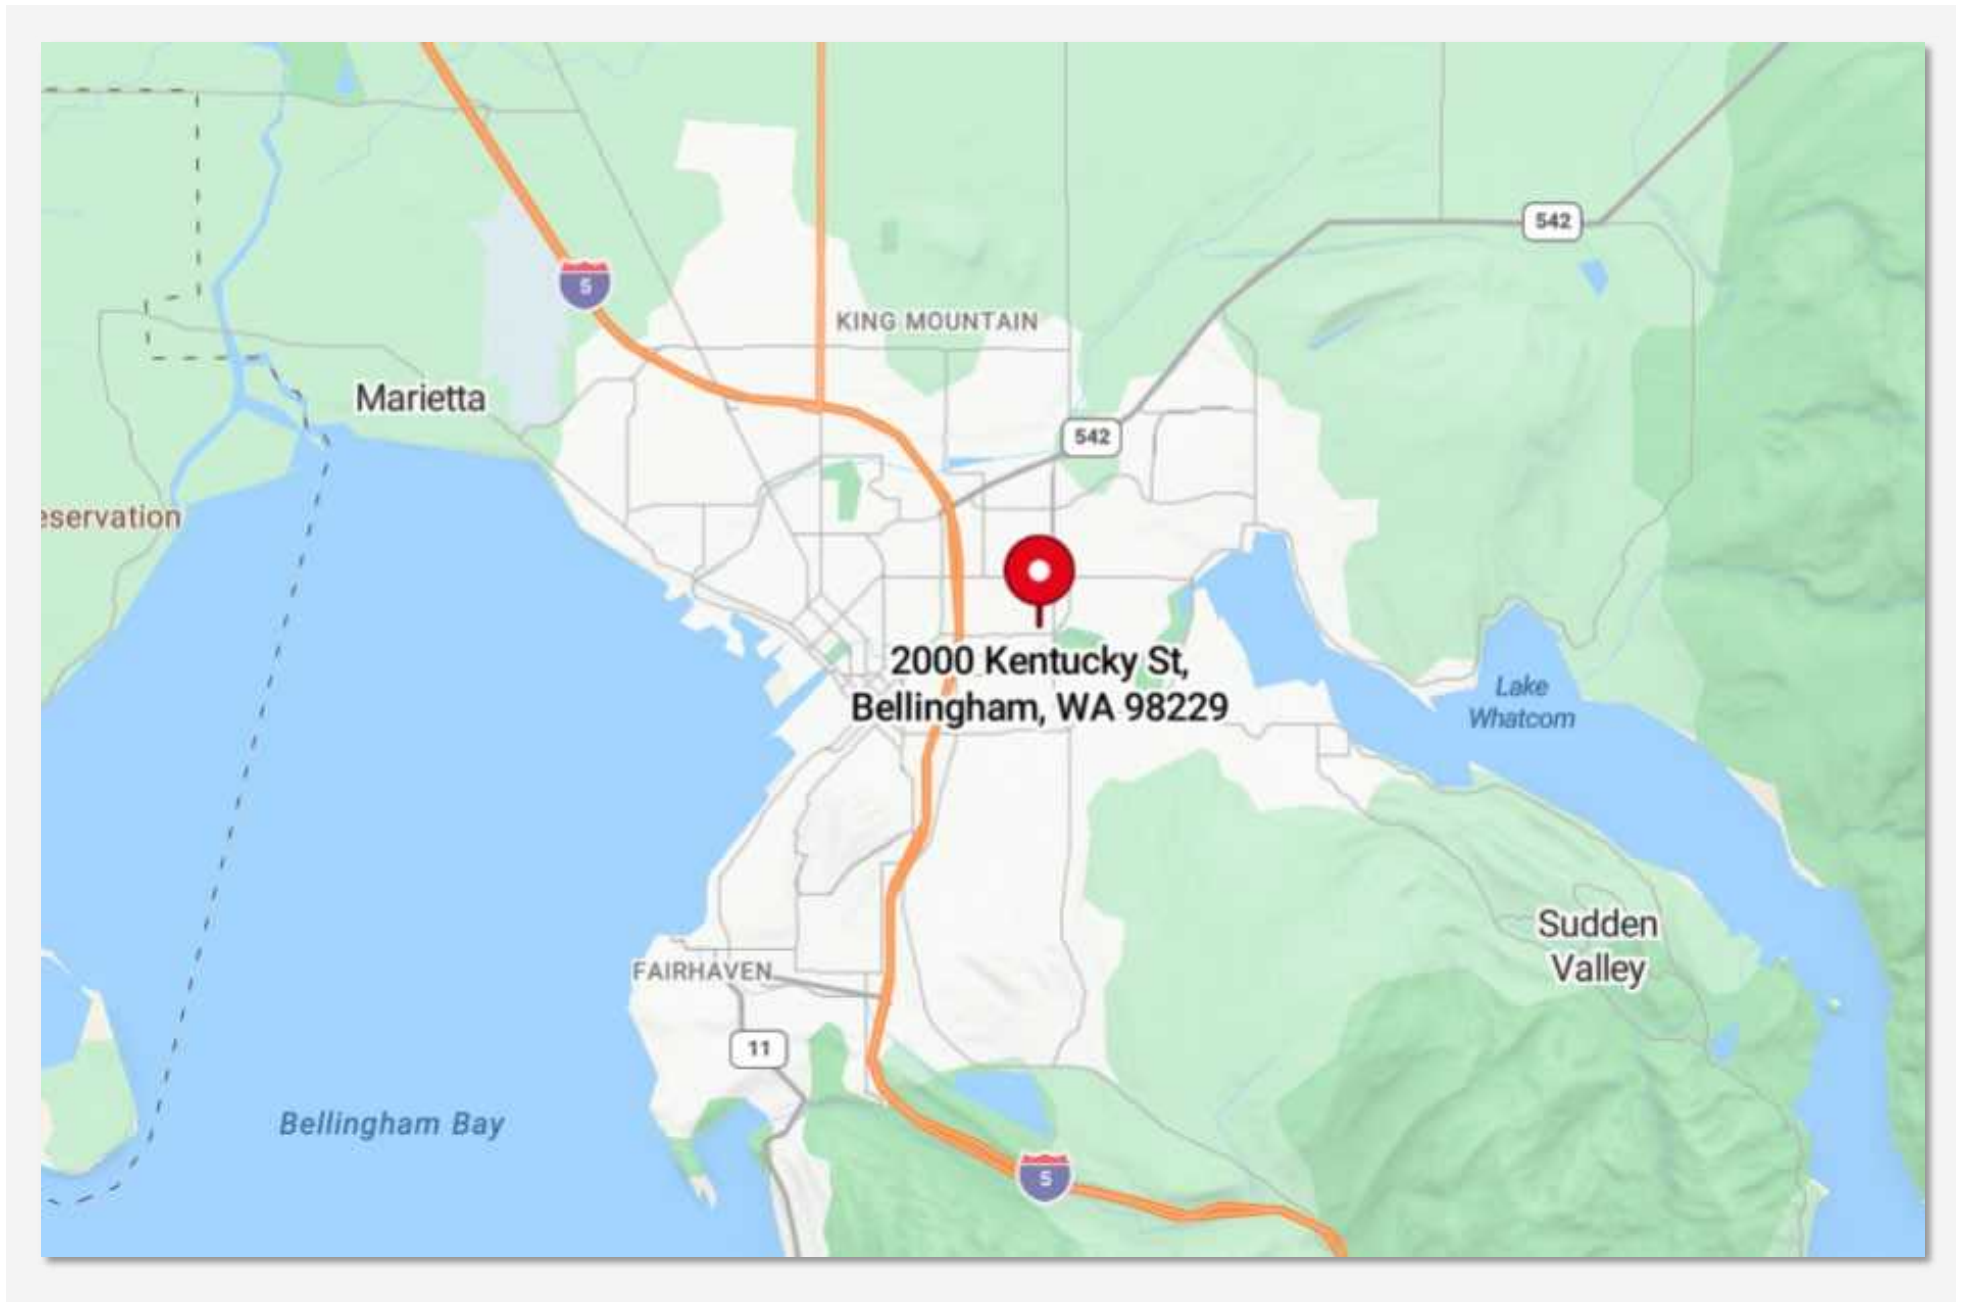 542
5
KING MOUNTAIN
Marietta
542
eservation
2000 Kentucky St,
Bellingham, WA 98229
Lake
Whatcom
Sudden
Valley
FAIRHAVEN
11
Bellingham Bay
5